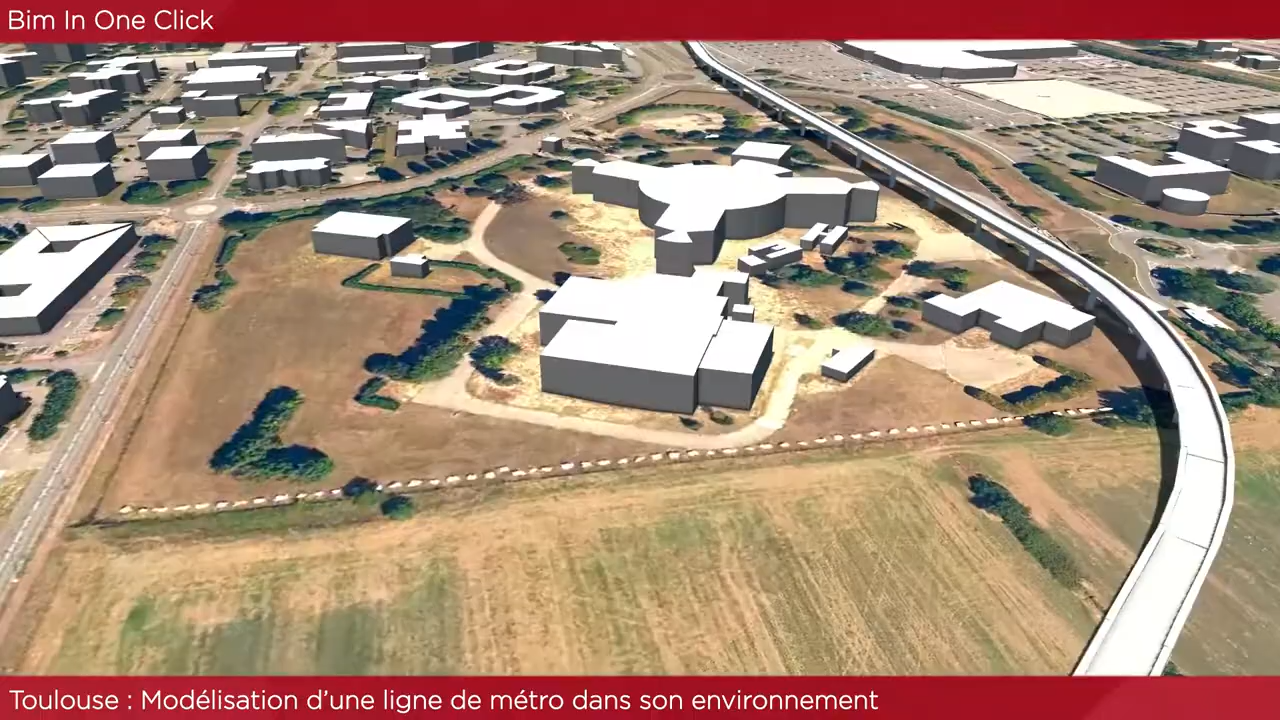 Bim In One Click
Toulouse : Modélisation d'une ligne de métro dans son environnement